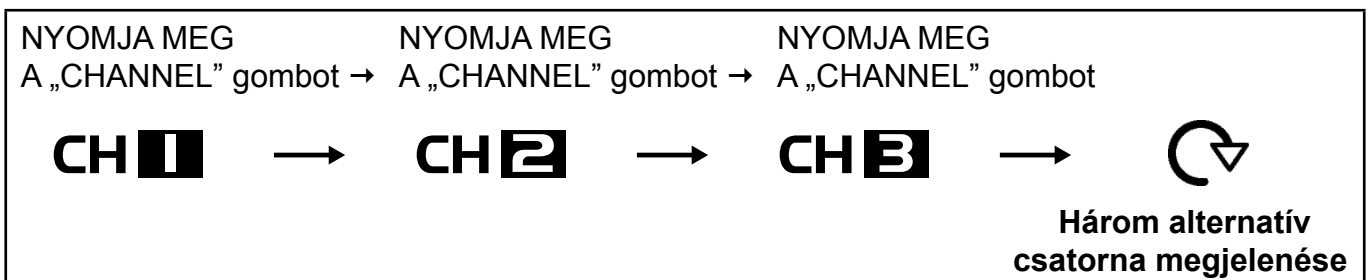 NYOMJA MEG
A „CHANNEL” gombot →
NYOMJA MEG
A „CHANNEL” gombot →
NYOMJA MEG
A „CHANNEL” gombot
CH 1 → CH 2 → CH 3 →
Három alternatív
csatorna megjelenése